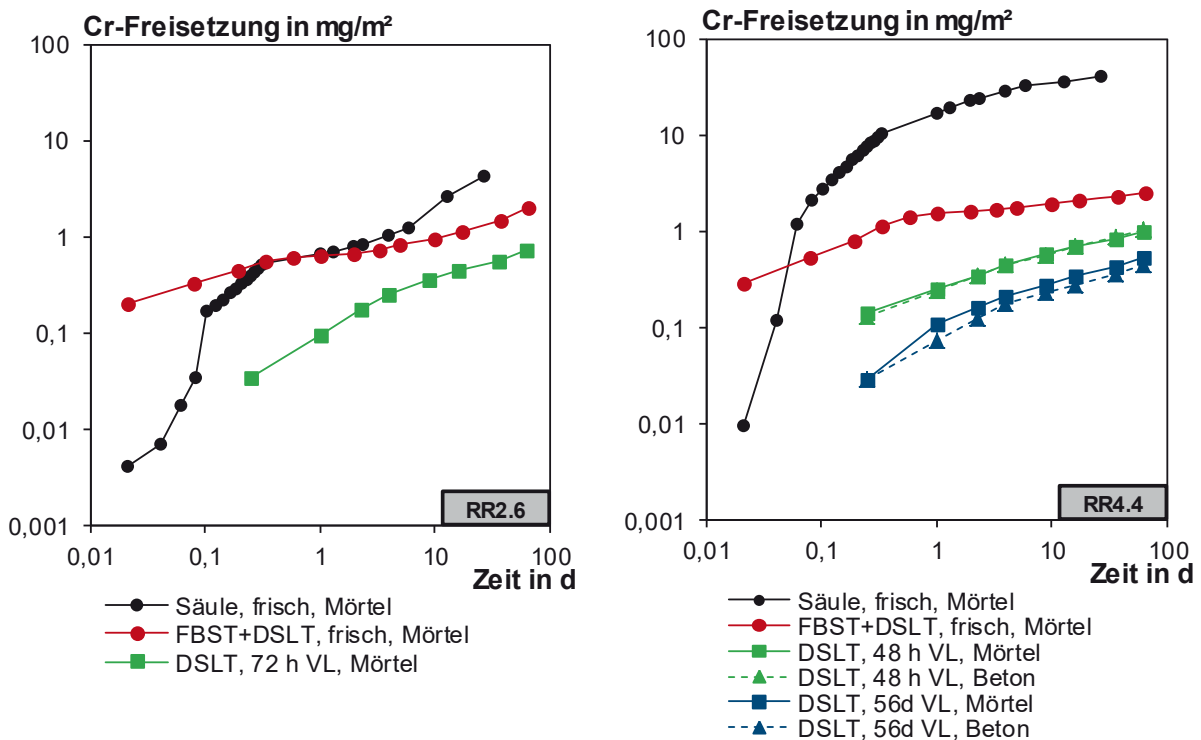 Cr-Freisetzung in mg/m²
100
10
1
0,1
0,01
0,001
0,01
0,1
1
10
100
Zeit in d
RR2.6
Säule, frisch, Mörtel
FBST+DSLT, frisch, Mörtel
DSLT, 72 h VL, Mörtel
Cr-Freisetzung in mg/m²
100
10
1
0,1
0,01
0,001
0,01
0,1
1
10
100
Zeit in d
RR4.4
Säule, frisch, Mörtel
FBST+DSLT, frisch, Mörtel
DSLT, 48 h VL, Mörtel
DSLT, 48 h VL, Beton
DSLT, 56d VL, Mörtel
DSLT, 56d VL, Beton